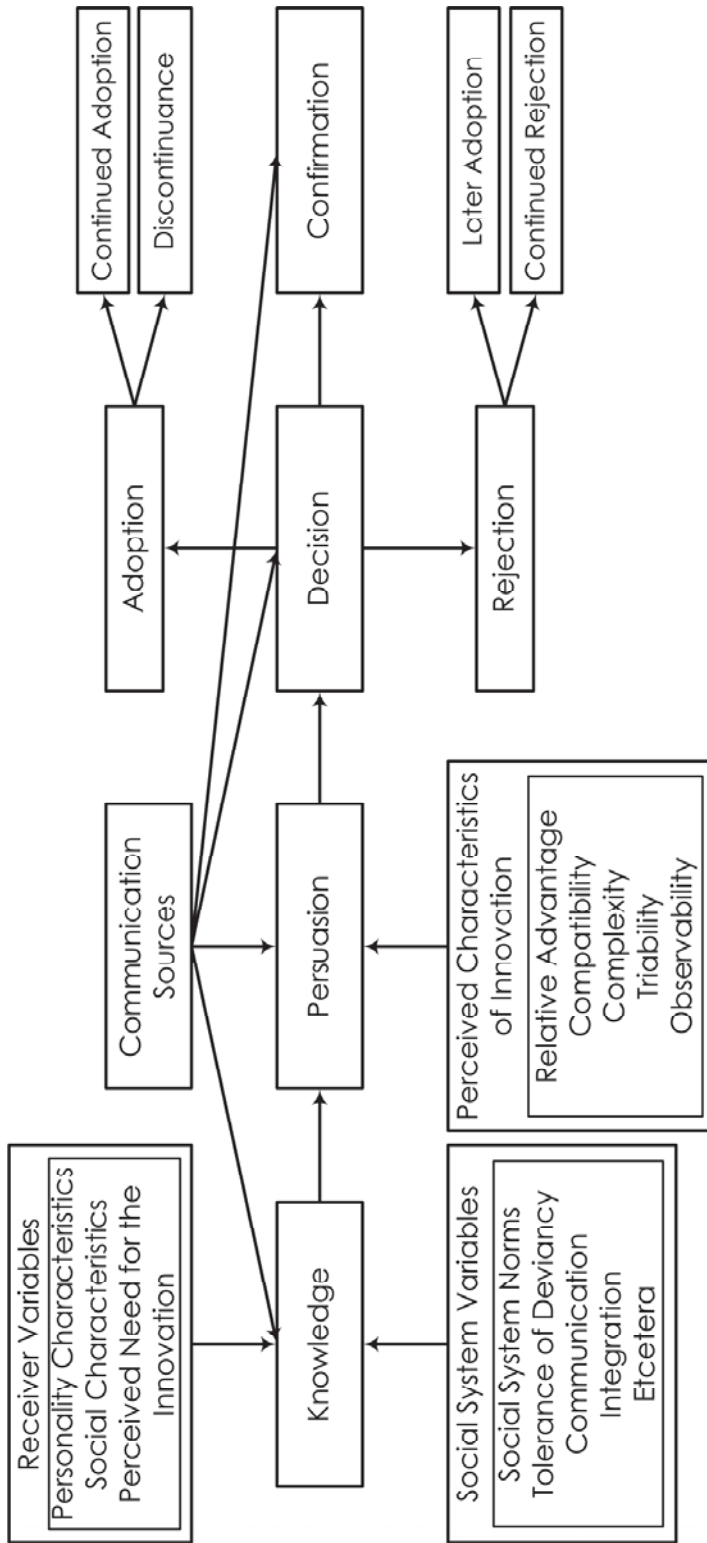 Receiver Variables
Personality Characteristics
Social Characteristics
Perceived Need for the
Innovation
Communication
Sources
Adoption
Continued Adoption
Discontinuance
Knowledge
Persuasion
Decision
Confirmation
Social System Variables
Social System Norms
Tolerance of Deviancy
Communication
Integration
Etcetera
Perceived Characteristics
of Innovation
Relative Advantage
Compatibility
Complexity
Triability
Observability
Rejection
Later Adoption
Continued Rejection